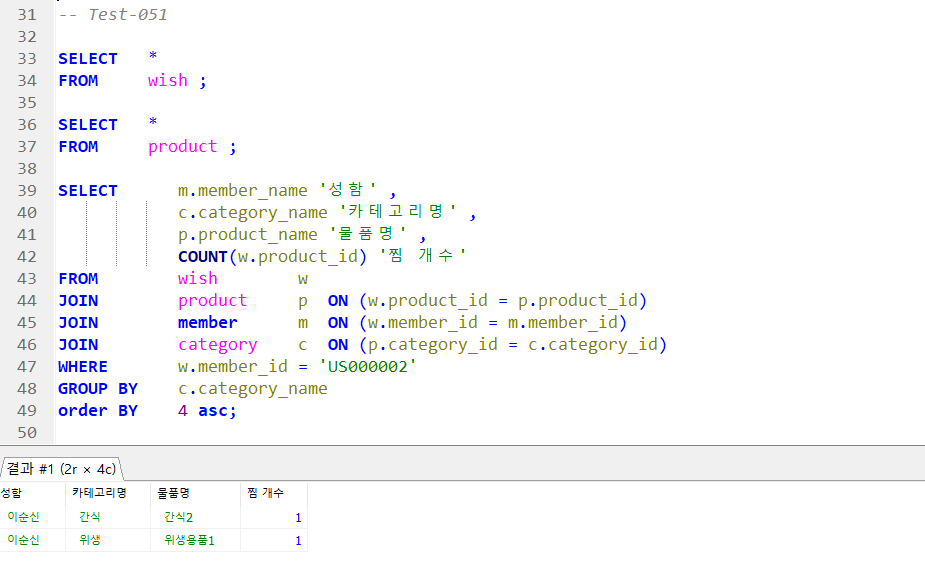 31 -- Test-051
32
33 SELECT *
34 FROM wish ;
35
36 SELECT *
37 FROM product ;
38
39 SELECT m.member_name '성함' ,
40 c.category_name '카테고리명' ,
41 p.product_name '물품명' ,
42 COUNT(w.product_id) '찜 개수'
43 FROM wish w
44 JOIN product p ON (w.product_id = p.product_id)
45 JOIN member m ON (w.member_id = m.member_id)
46 JOIN category c ON (p.category_id = c.category_id)
47 WHERE w.member_id = 'US000002'
48 GROUP BY c.category_name
49 order BY 4 asc;
50
결과 #1 (2r × 4c)
성함 카테고리명 물품명 찜 개수
이순신 간식 간식2 1
이순신 위생 위생용품1 1